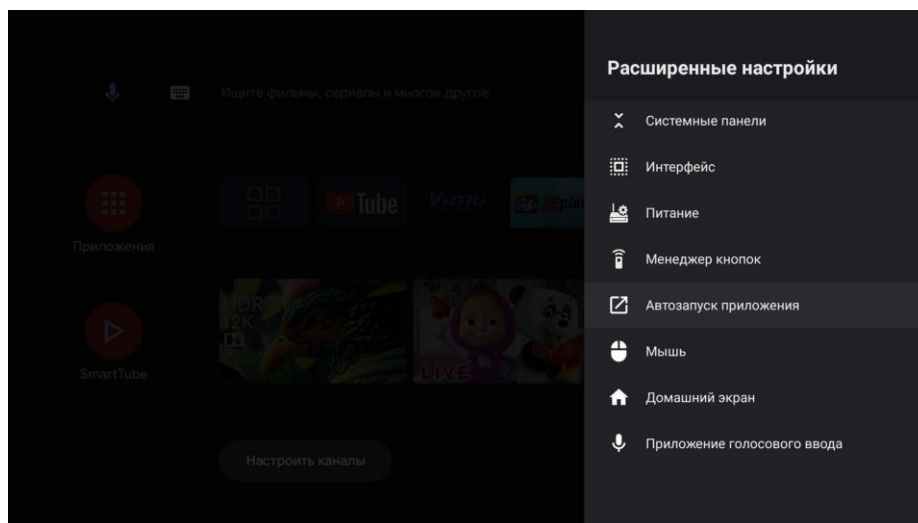 Расширенные настройки
Ищите фильмы, сериалы и многое другое
Системные панели
Интерфейс
Питание
Менеджер кнопок
Автозапуск приложения
Мышь
Домашний экран
Приложение голосового ввода
Tube
Vimu
Приложения
HDR
12K
LIVE
SmartTube
Настроить каналы